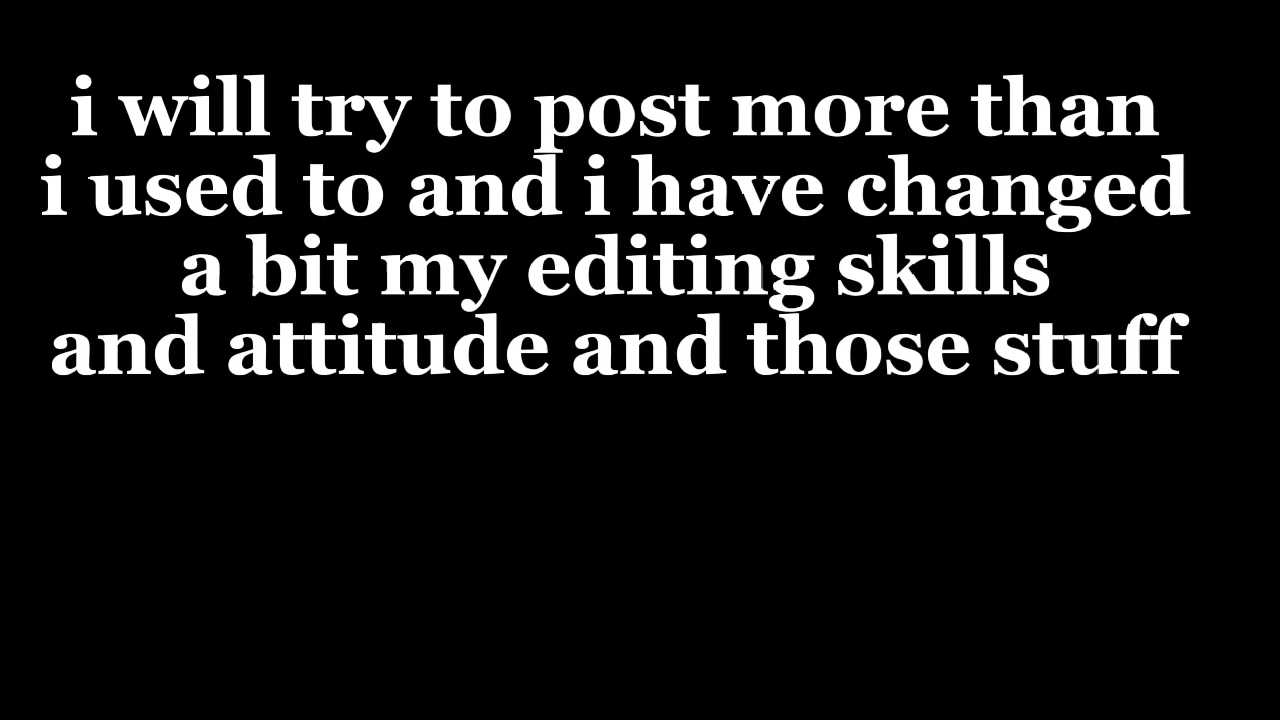 i will try to post more than
i used to and i have changed
a bit my editing skills
and attitude and those stuff